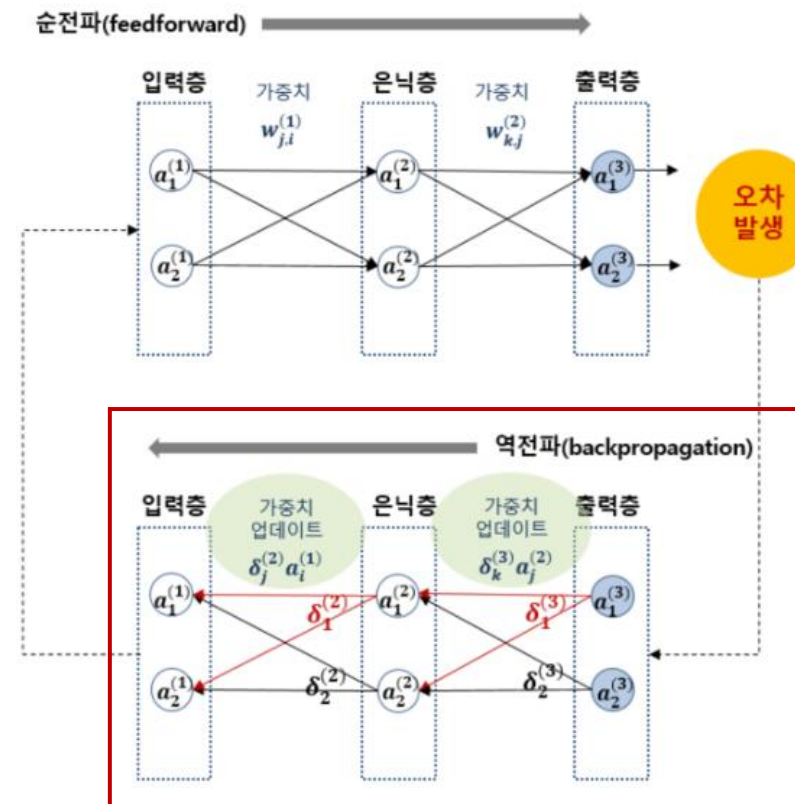 순전파(feedforward)
입력층 가중치 은닉층 가중치 출력층
w_{j,i}^{(1)} w_{k,j}^{(2)}
a_1^{(1)} a_1^{(2)} a_1^{(3)}
오차
발생
a_2^{(1)} a_2^{(2)} a_2^{(3)}
역전파(backpropagation)
입력층 가중치 은닉층 가중치 출력층
업데이트 업데이트
δ_j^{(2)} a_i^{(1)} δ_k^{(3)} a_j^{(2)}
a_1^{(1)} δ_1^{(2)} a_1^{(2)} δ_1^{(3)} a_1^{(3)}
a_2^{(1)} δ_2^{(2)} a_2^{(2)} δ_2^{(3)} a_2^{(3)}